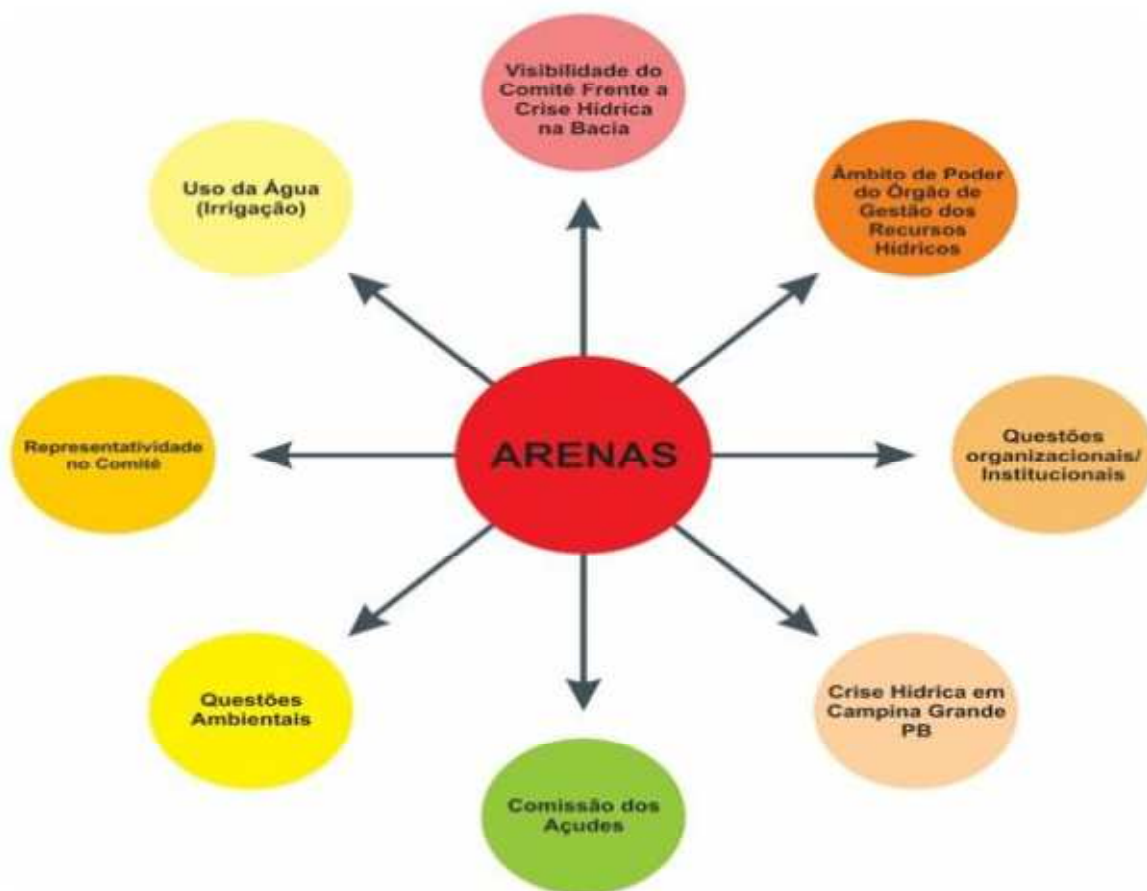 Visibilidade do
Comitê Frente a
Crise Hídrica
na Bacia
Uso da Água
(Irrigação)
Âmbito de Poder
do Órgão de
Gestão dos
Recursos
Hídricos
Representatividade
no Comitê
ARENAS
Questões
organizacionais/
Institucionais
Questões
Ambientais
Crise Hídrica em
Campina Grande
PB
Comissão dos
Açudes